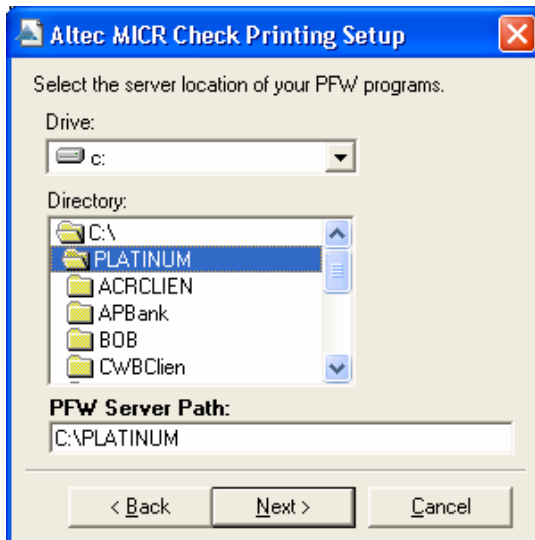 Altec MICR Check Printing Setup
Select the server location of your PFW programs.
Drive:
c:
Directory:
C:\
PLATINUM
ACRCLIEN
APBank
BOB
CWBClien
PFW Server Path:
C:\PLATINUM
< Back Next > Cancel